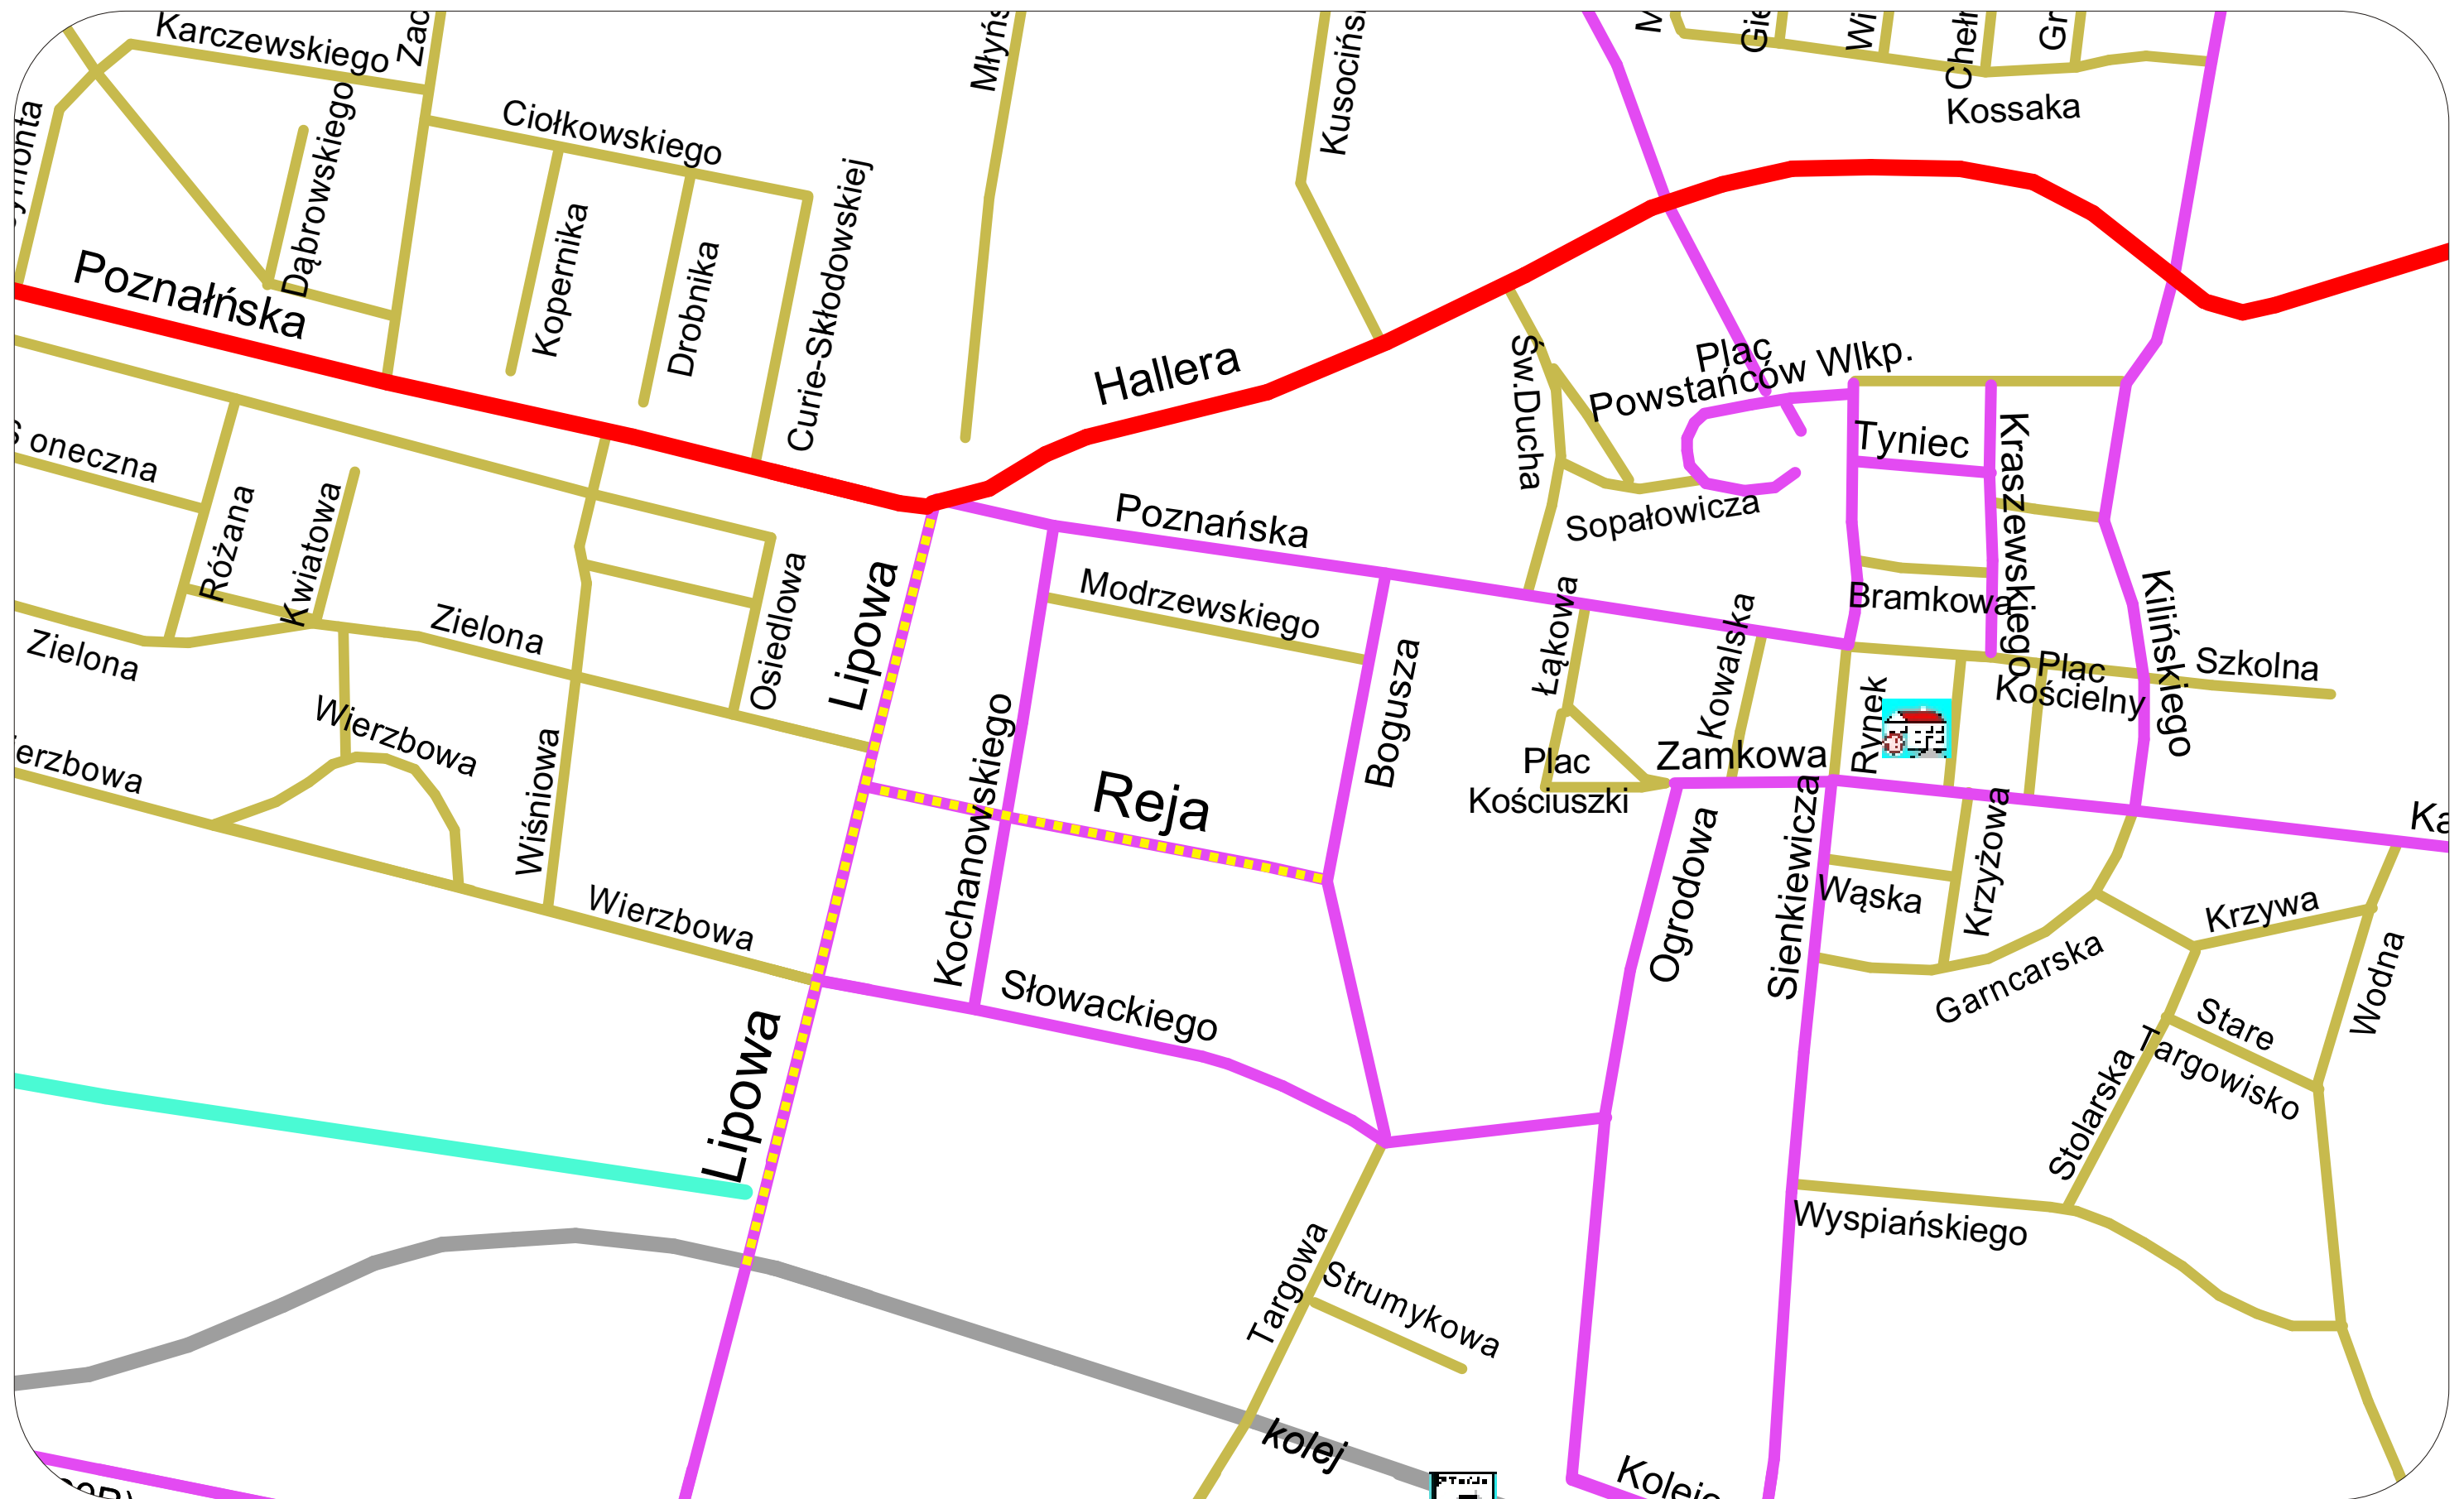 Karczewskiego
Dąbrowskiego
Ciołkowskiego
Kossaka
Poznałńska
Kopernika
Drobnika
Curie-Skłodowskiej
Hallera
Św.Ducha
Plac
Powstańców Wlkp.
Tyniec
Kraszewskiego
oneczna
Różana
Kwiatowa
Poznańska
Sopałowicza
Modrzewskiego
Bramkowa
Kilińskiego
Zielona
Zielona
Osiedlowa
Lipowa
Łąkowa
Kowalska
Bogusza
Rynek
Plac
Kościelny
Szkolna
Wierzbowa
erzbowa
Wiśniowa
Kochanowskiego
Reja
Plac
Kościuszki
Zamkowa
Ogrodowa
Sienkiewicza
Wąska
Krzyżowa
Krzywa
Wodna
Garncarska
Wierzbowa
Słowackiego
Lipowa
Stare
Targowisko
Stolarska
Wyspiańskiego
Targowa
Strumykowa
kolej